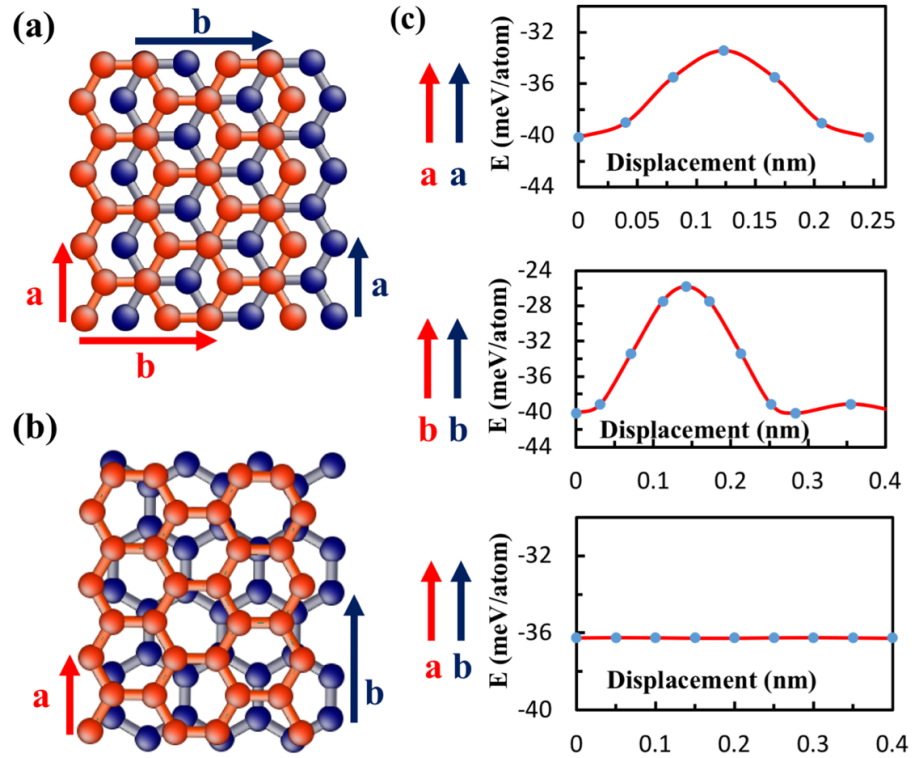 (a)
b
a
a
b
(b)
a
b
(c)
a a
E (meV/atom)
-32
-36
-40
-44
Displacement (nm)
0 0.05 0.1 0.15 0.2 0.25
b b
E (meV/atom)
-24
-28
-32
-36
-40
-44
Displacement (nm)
0 0.1 0.2 0.3 0.4
a b
E (meV/atom)
-32
-36
-40
Displacement (nm)
0 0.1 0.2 0.3 0.4